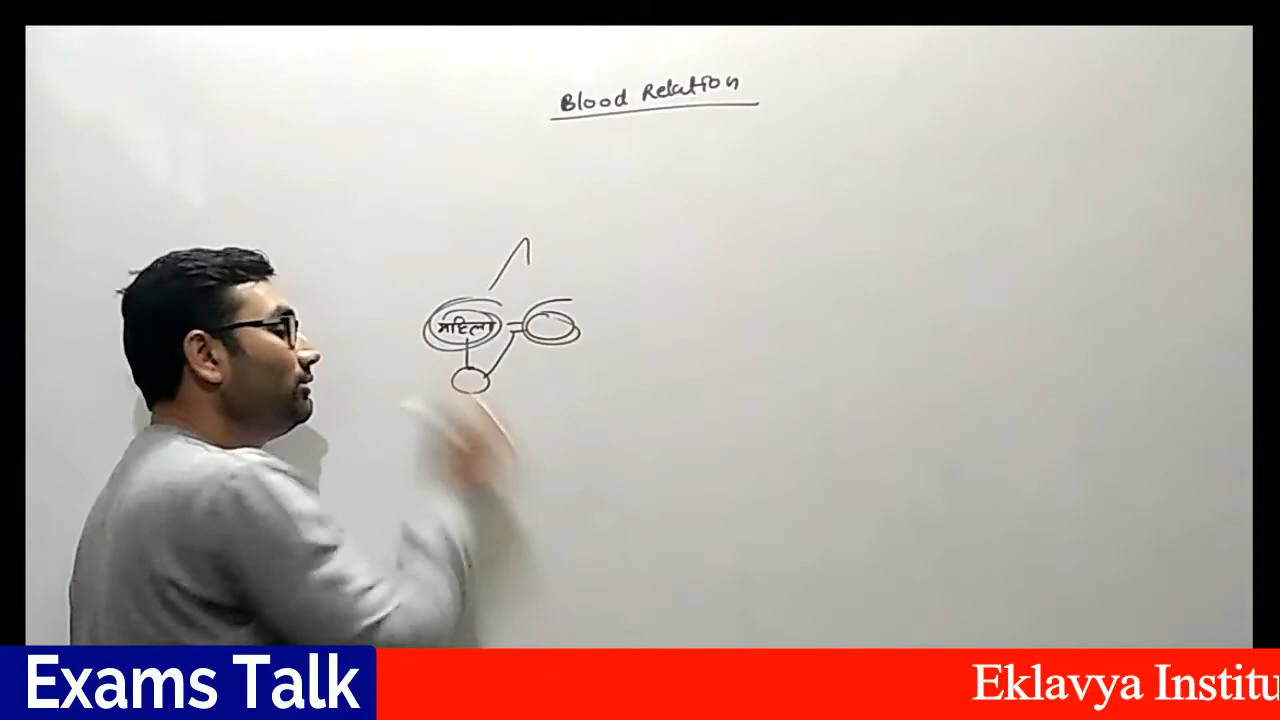 Blood Relation
महिला
Exams Talk
Eklavya Institu